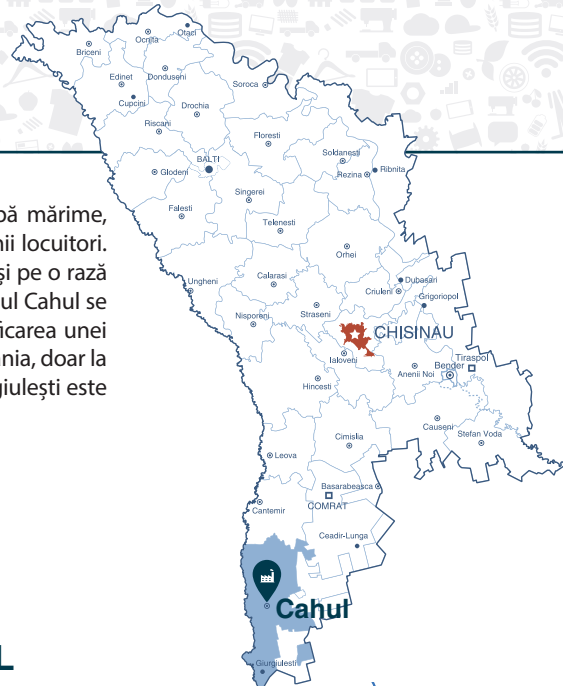 Otaci
Ocnita
Briceni
Edinet
Donduseni
Soroca
Cupcini
Drochia
Riscani
Floresti
Soldanesti
BALTI
Glodeni
Rezina
Ribnita
Singerei
Falesti
Telenesti
Orhei
Ungheni
Calarasi
Dubasari
Criuleni
Grigoriopol
Nisporeni
Straseni
CHISINAU
Ialoveni
Tiraspol
Bender
Anenii Noi
Hincesti
Causeni
Stefan Voda
Cimislia
Leova
Basarabeasca
Cantemir
COMRAT
Ceadir-Lunga
Cahul
Giurgiulesti
pă mărime,
nii locuitori.
și pe o rază
ul Cahul se
ficarea unei
nia, doar la
giulești este
L